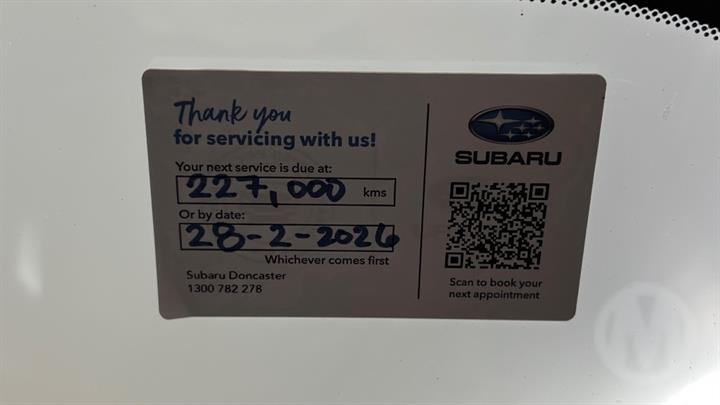 Thank you
for servicing with us!
Your next service is due at:
227,000 kms
Or by date:
28-2-2026
Whichever comes first
Subaru Doncaster
1300 782 278
SUBARU
Scan to book your
next appointment
M